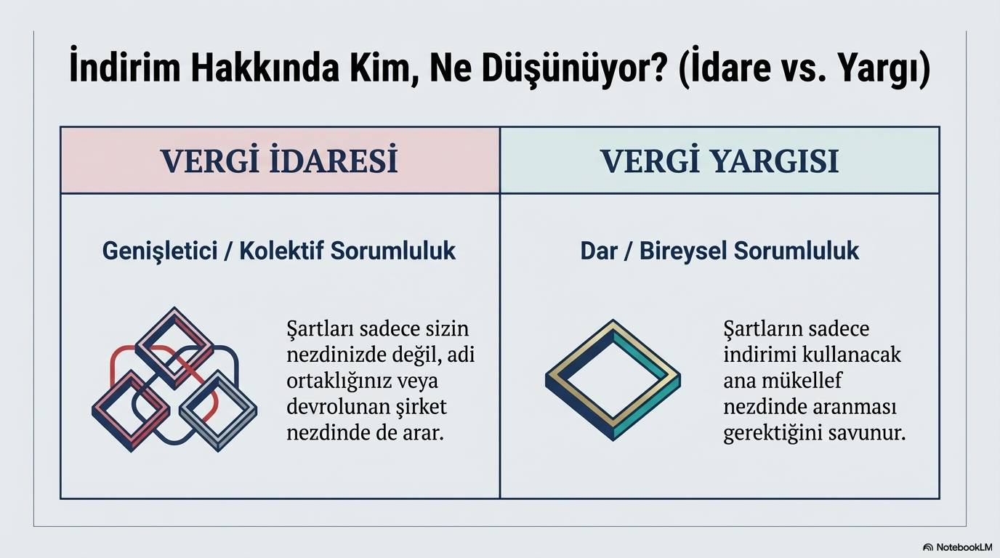 İndirim Hakkında Kim, Ne Düşünüyor? (İdare vs. Yargı)
VERGİ İDARESİ
Genişletici / Kolektif Sorumluluk
Şartları sadece sizin
nezdinizde değil, adi
ortaklığınız veya
devrolunan şirket
nezdinde de arar.
VERGİ YARGISI
Dar / Bireysel Sorumluluk
Şartların sadece
indirimi kullanacak
ana mükellef
nezdinde aranması
gerektiğini savunur.
NotebookLM